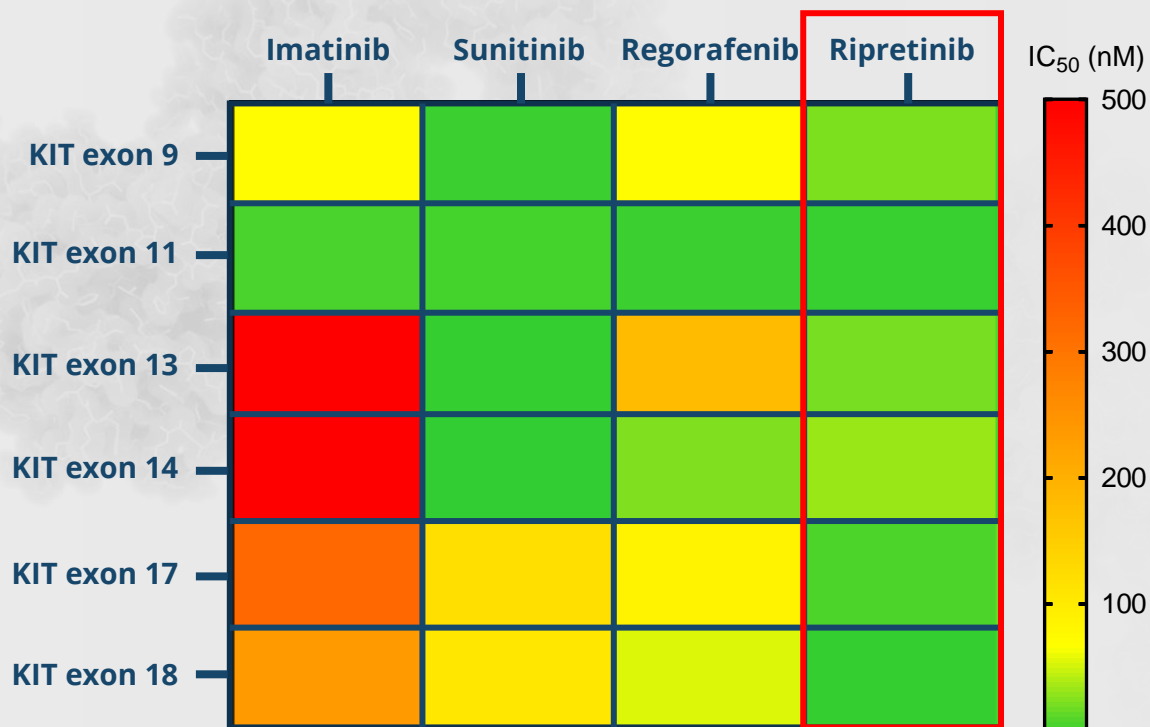 Imatinib Sunitinib Regorafenib Ripretinib IC₅₀ (nM)
500
KIT exon 9
400
KIT exon 11
KIT exon 13
300
KIT exon 14
200
KIT exon 17
100
KIT exon 18